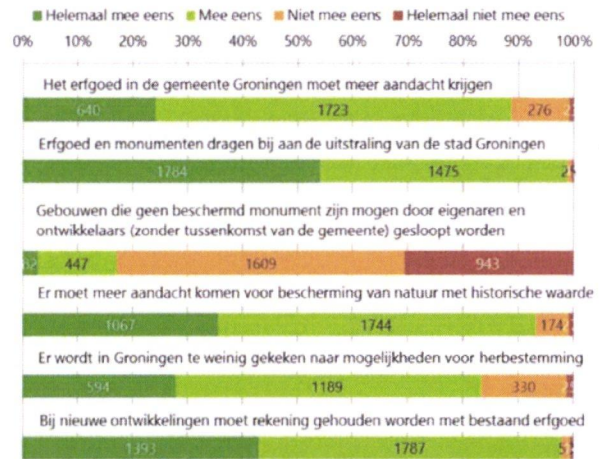 Helemaal mee eens Mee eens Niet mee eens Helemaal niet mee eens
0% 10% 20% 30% 40% 50% 60% 70% 80% 90% 100%
Het erfgoed in de gemeente Groningen moet meer aandacht krijgen
640 1723 276
Erfgoed en monumenten dragen bij aan de uitstraling van de stad Groningen
1784 1475
Gebouwen die geen beschermd monument zijn mogen door eigenaren en
ontwikkelaars (zonder tussenkomst van de gemeente) gesloopt worden
447 1609 943
Er moet meer aandacht komen voor bescherming van natuur met historische waarde
1067 1744 174
Er wordt in Groningen te weinig gekeken naar mogelijkheden voor herbestemming
594 1189 330
Bij nieuwe ontwikkelingen moet rekening gehouden worden met bestaand erfgoed
1393 1787